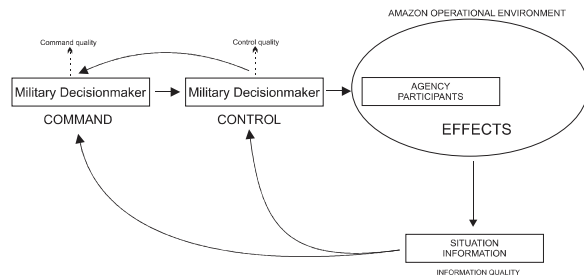 AMAZON OPERATIONAL ENVIRONMENT
Command quality
Control quality
Military Decisionmaker
Military Decisionmaker
AGENCY
PARTICIPANTS
COMMAND
CONTROL
EFFECTS
SITUATION
INFORMATION
INFORMATION QUALITY